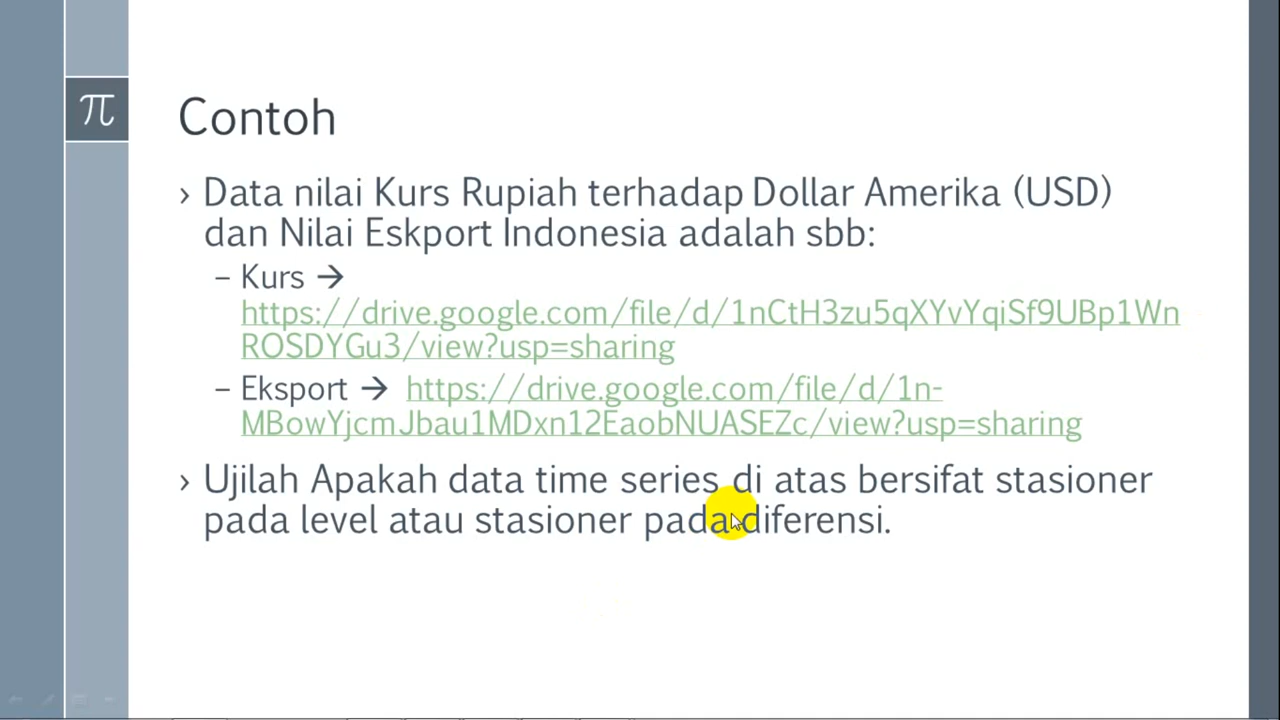 π
Contoh
› Data nilai Kurs Rupiah terhadap Dollar Amerika (USD)
dan Nilai Eskport Indonesia adalah sbb:
– Kurs →
https://drive.google.com/file/d/1nCtH3zu5qXYvYqiSf9UBp1Wn
ROSDYGu3/view?usp=sharing
– Eksport → https://drive.google.com/file/d/1n-
MBowYjcmJbau1MDxn12EaobNUASEZc/view?usp=sharing
› Ujilah Apakah data time series di atas bersifat stasioner
pada level atau stasioner pada diferensi.